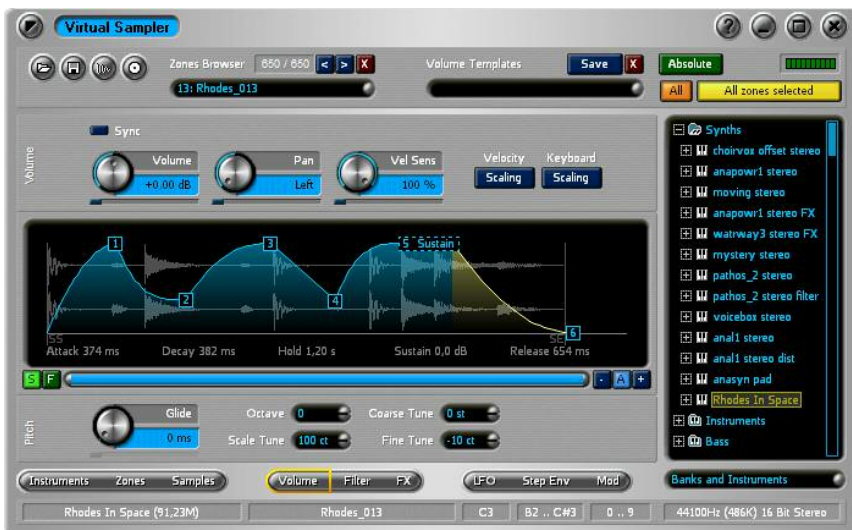 Virtual Sampler
?
Zones Browser 650 / 650 < > X
Volume Templates Save X Absolute
13: Rhodes_013
All All zones selected
Volume
Sync
Volume +0.00 dB
Pan Left
Vel Sens 100 %
Velocity Scaling
Keyboard Scaling
1 2 3 4 5 Sustain 6
SS SE
Attack 374 ms Decay 382 ms Hold 1,20 s Sustain 0,0 dB Release 654 ms
S F - A +
Pitch
Glide 0 ms
Octave 0
Coarse Tune 0 st
Scale Tune 100 ct
Fine Tune -10 ct
Instruments Zones Samples Volume Filter FX LFO Step Env Mod
Synths
choirvox offset stereo
anapowr1 stereo
moving stereo
anapowr1 stereo FX
watrway3 stereo FX
mystery stereo
pathos_2 stereo
pathos_2 stereo filter
voicebox stereo
anal1 stereo
anal1 stereo dist
anasyn pad
Rhodes In Space
Instruments
Bass
Banks and Instruments
Rhodes In Space (91,23M) Rhodes_013 C3 B2 .. C#3 0 .. 9 44100Hz (486K) 16 Bit Stereo